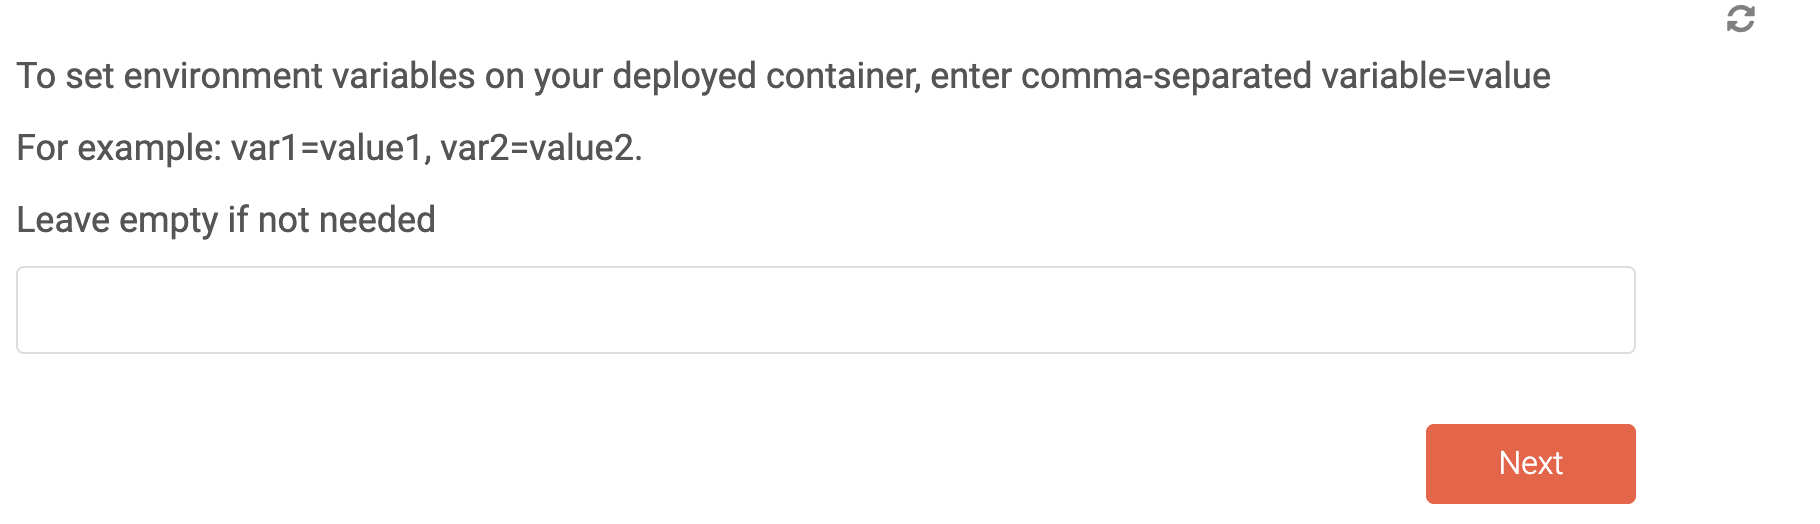 To set environment variables on your deployed container, enter comma-separated variable=value
For example: var1=value1, var2=value2.
Leave empty if not needed
Next